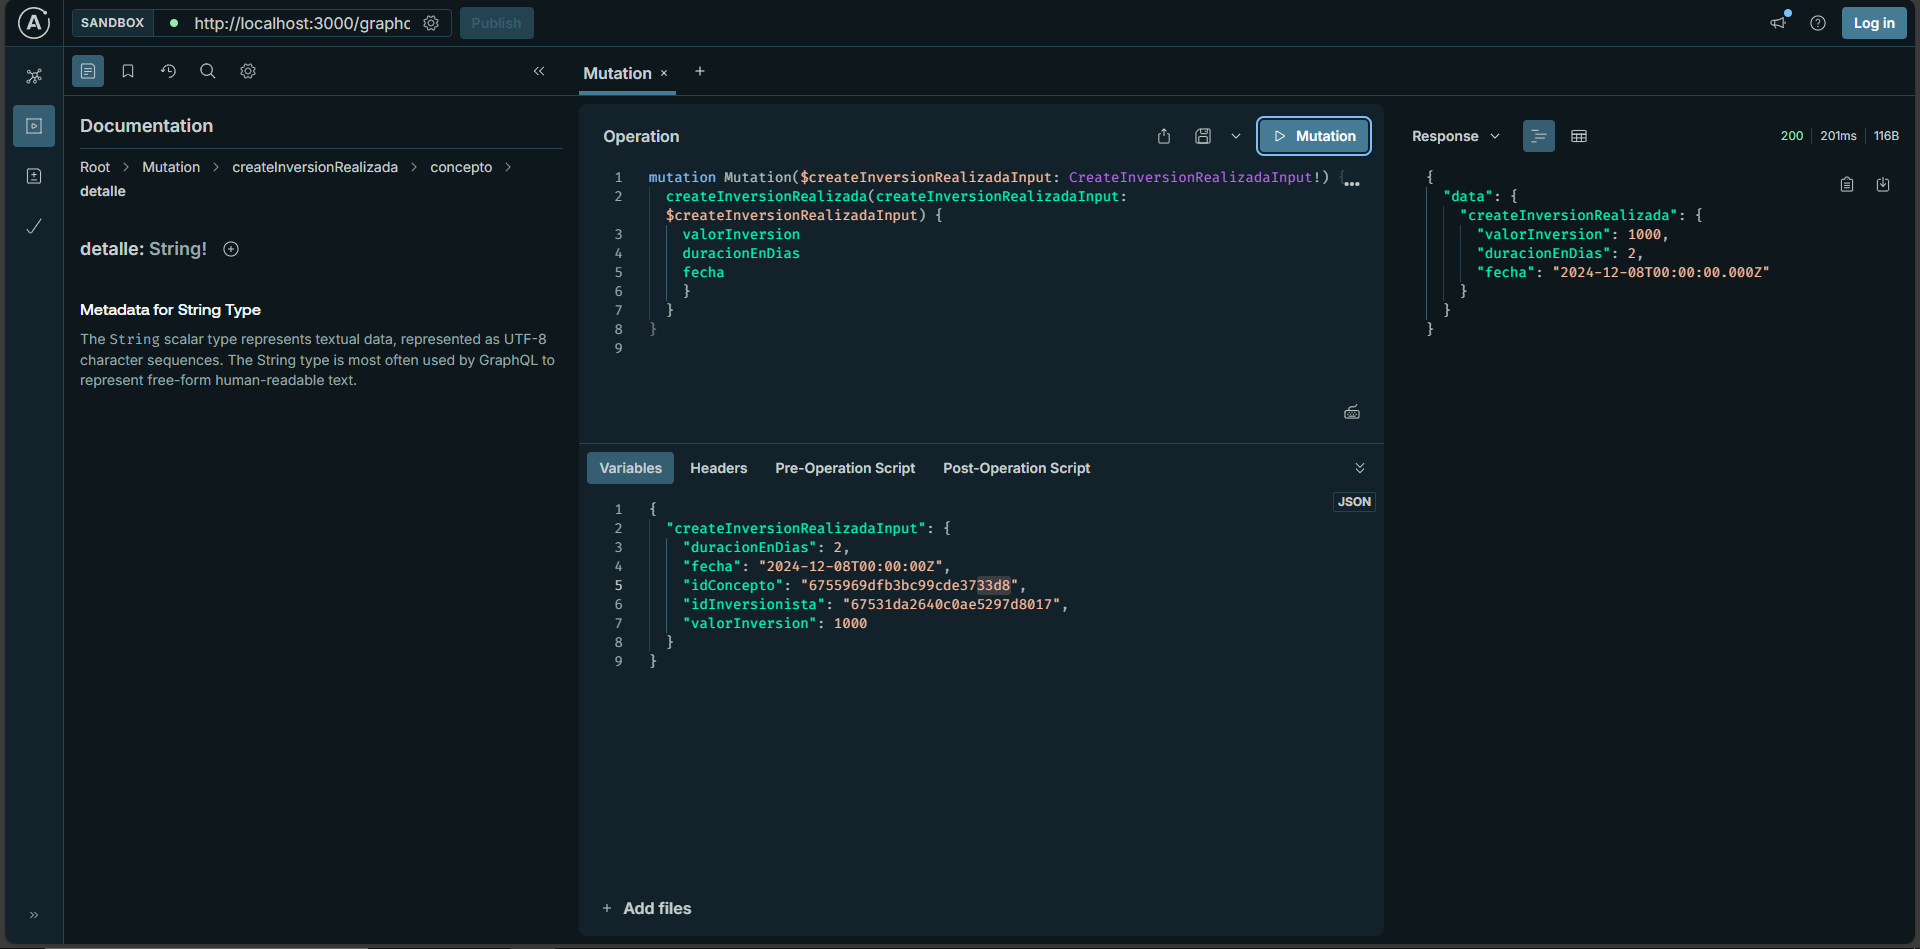 SANDBOX
http://localhost:3000/graphq
Publish
Log in
Mutation × +
Documentation
Root > Mutation > createInversionRealizada > concepto >
detalle
detalle: String!
Metadata for String Type
The String scalar type represents textual data, represented as UTF-8
character sequences. The String type is most often used by GraphQL to
represent free-form human-readable text.
Operation
Mutation
1 mutation Mutation($createInversionRealizadaInput: CreateInversionRealizadaInput!) {
2 createInversionRealizada(createInversionRealizadaInput:
$createInversionRealizadaInput) {
3 valorInversion
4 duracionEnDias
5 fecha
6 }
7 }
8 }
9
Variables Headers Pre-Operation Script Post-Operation Script
JSON
1 {
2 "createInversionRealizadaInput": {
3 "duracionEnDias": 2,
4 "fecha": "2024-12-08T00:00:00Z",
5 "idConcepto": "6755969dfb3bc99cde3733d8",
6 "idInversionista": "67531da2640c0ae5297d8017",
7 "valorInversion": 1000
8 }
9 }
+ Add files
Response
200 201ms 116B
{
"data": {
"createInversionRealizada": {
"valorInversion": 1000,
"duracionEnDias": 2,
"fecha": "2024-12-08T00:00:00.000Z"
}
}
}